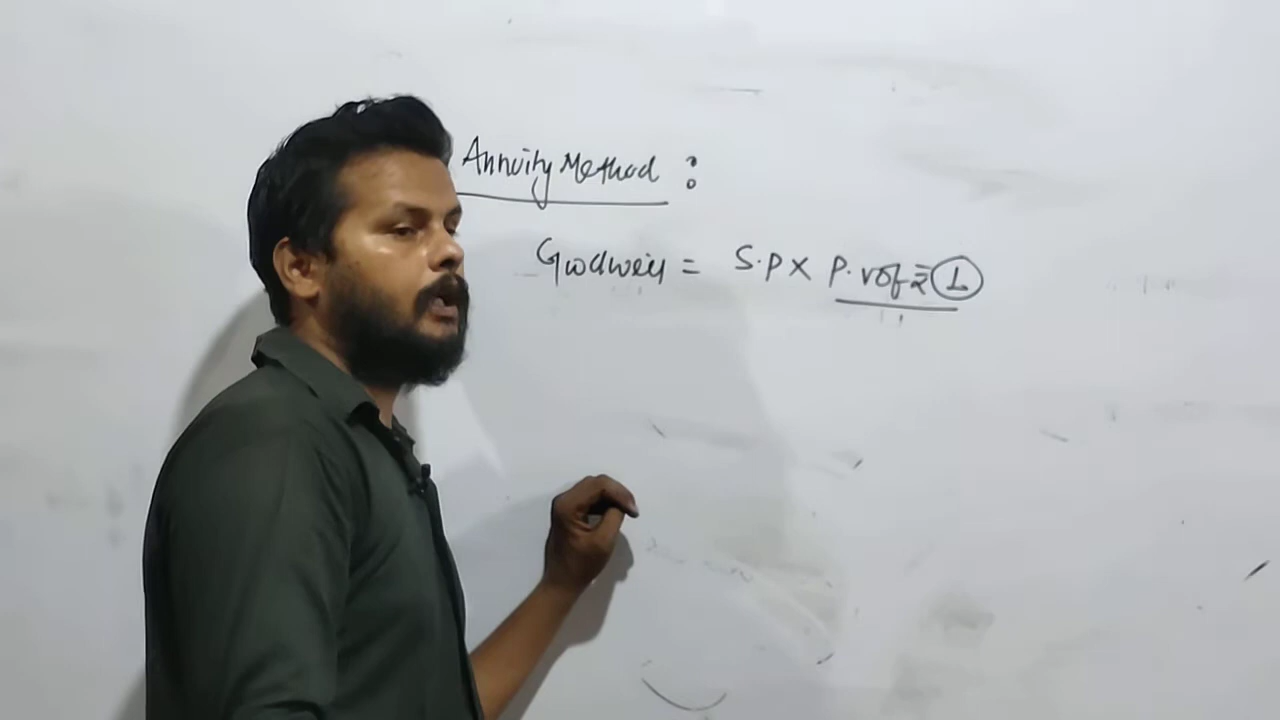 Annuity Method :
Goodwill = S.P × P.V of ₹ 1